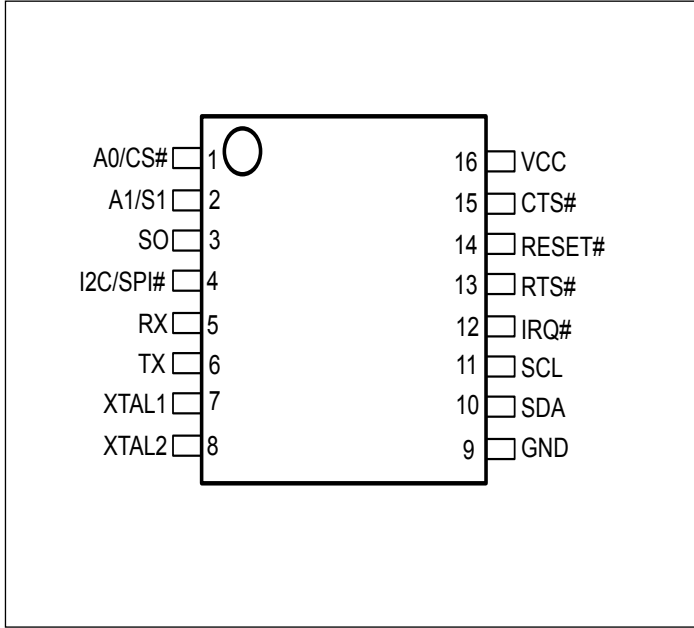 A0/CS# 1
A1/S1 2
SO 3
I2C/SPI# 4
RX 5
TX 6
XTAL1 7
XTAL2 8
16 VCC
15 CTS#
14 RESET#
13 RTS#
12 IRQ#
11 SCL
10 SDA
9 GND